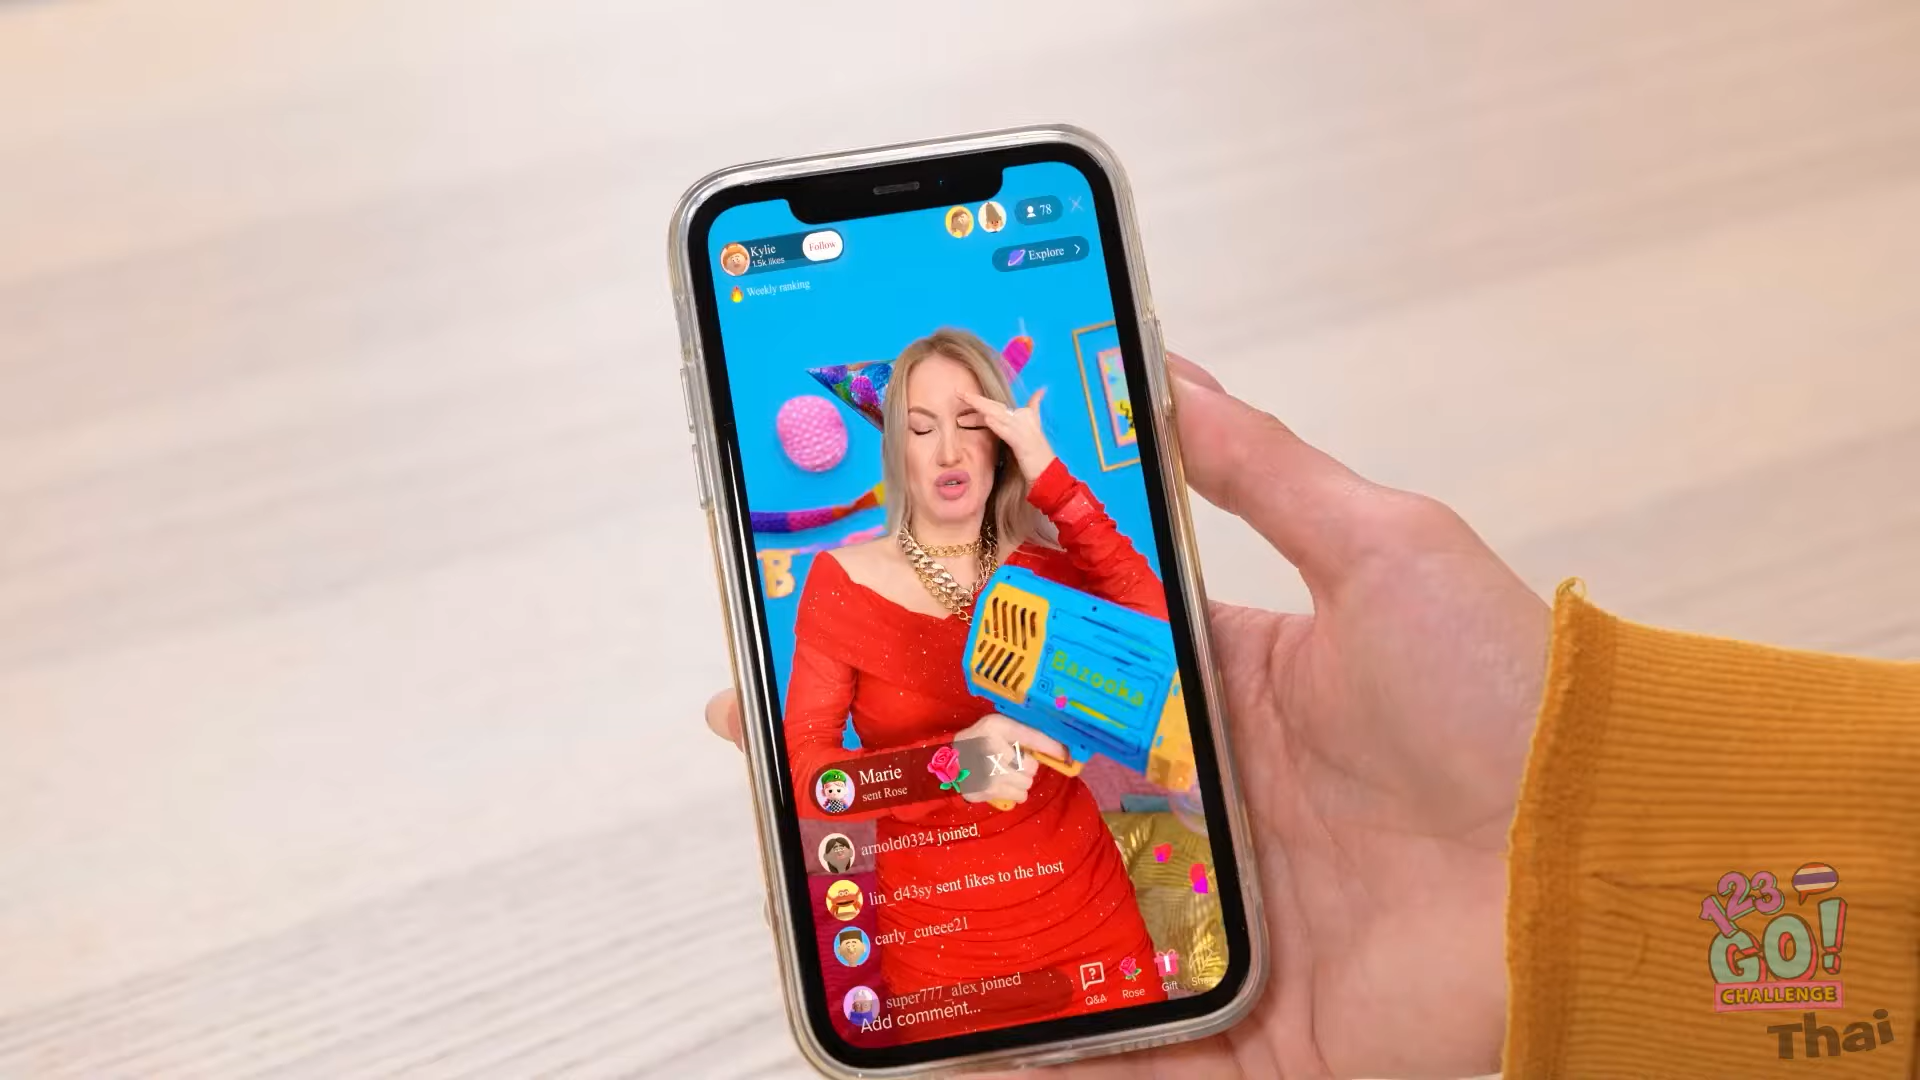 78
Kylie
Follow
1.5k likes
Explore
Weekly ranking
B
Bazooka
Marie
sent Rose
X 1
arnold0324 joined
lin_d43sy sent likes to the host
carly_cuteee21
super777_alex joined
Add comment...
Q&A
Rose
Gift
123
GO!
CHALLENGE
Thai